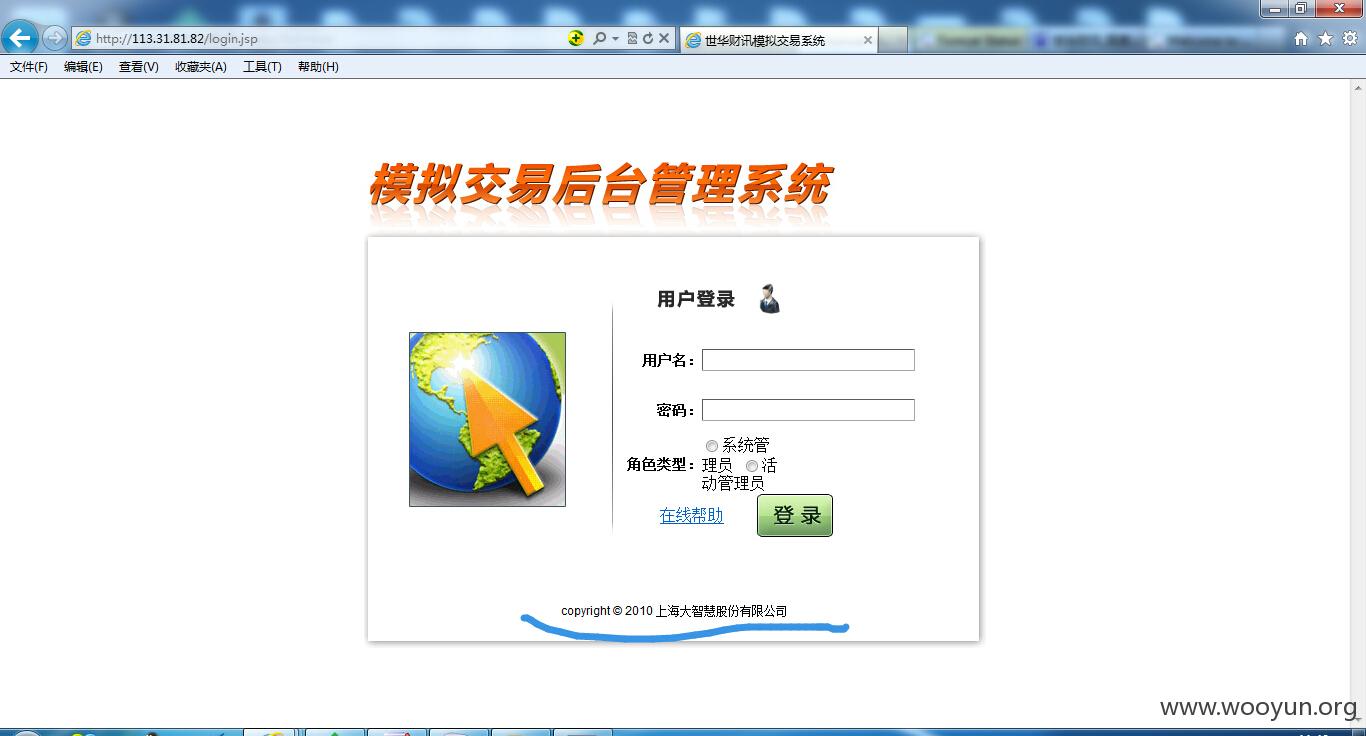 http://113.31.81.82/login.jsp
世华财讯模拟交易系统
文件(F) 编辑(E) 查看(V) 收藏夹(A) 工具(T) 帮助(H)
模拟交易后台管理系统
用户登录
用户名：
密码：
角色类型：
系统管
理员 活
动管理员
在线帮助
登 录
copyright © 2010 上海大智慧股份有限公司
www.wooyun.org